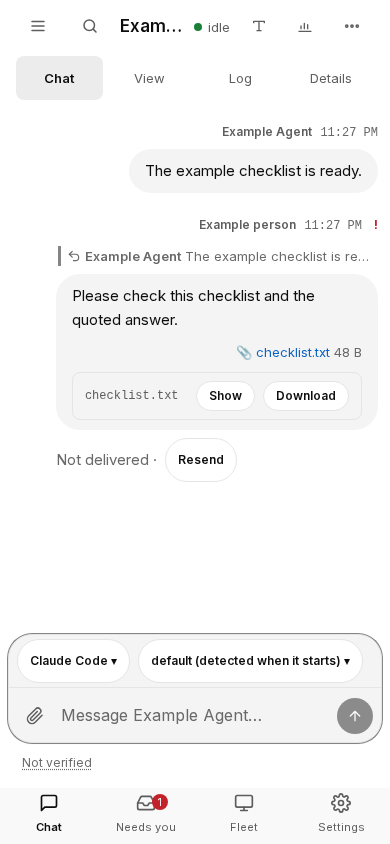 Exam…
idle
Chat
View
Log
Details
Example Agent 11:27 PM
The example checklist is ready.
Example person 11:27 PM !
Example Agent The example checklist is re…
Please check this checklist and the
quoted answer.
checklist.txt 48 B
checklist.txt
Show
Download
Not delivered ·
Resend
Claude Code ▾
default (detected when it starts) ▾
Message Example Agent…
Not verified
1
Chat
Needs you
Fleet
Settings